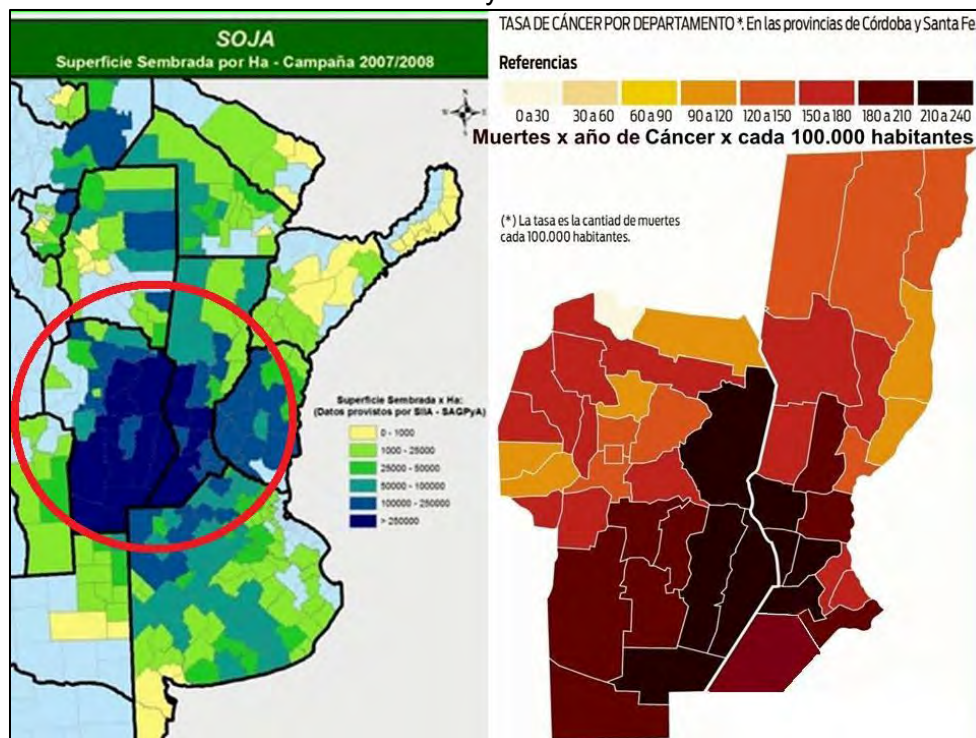 y
SOJA
Superficie Sembrada por Ha - Campaña 2007/2008
Superficie Sembrada x Ha:
(Datos provistos por SIIA - SAGPyA)
0 - 1000
1000 - 25000
25000 - 50000
50000 - 100000
100000 - 250000
> 250000
TASA DE CÁNCER POR DEPARTAMENTO *. En las provincias de Córdoba y Santa Fe.
Referencias
0 a 30 30 a 60 60 a 90 90 a 120 120 a 150 150 a 180 180 a 210 210 a 240
Muertes x año de Cáncer x cada 100.000 habitantes
(*) La tasa es la cantidad de muertes
cada 100.000 habitantes.